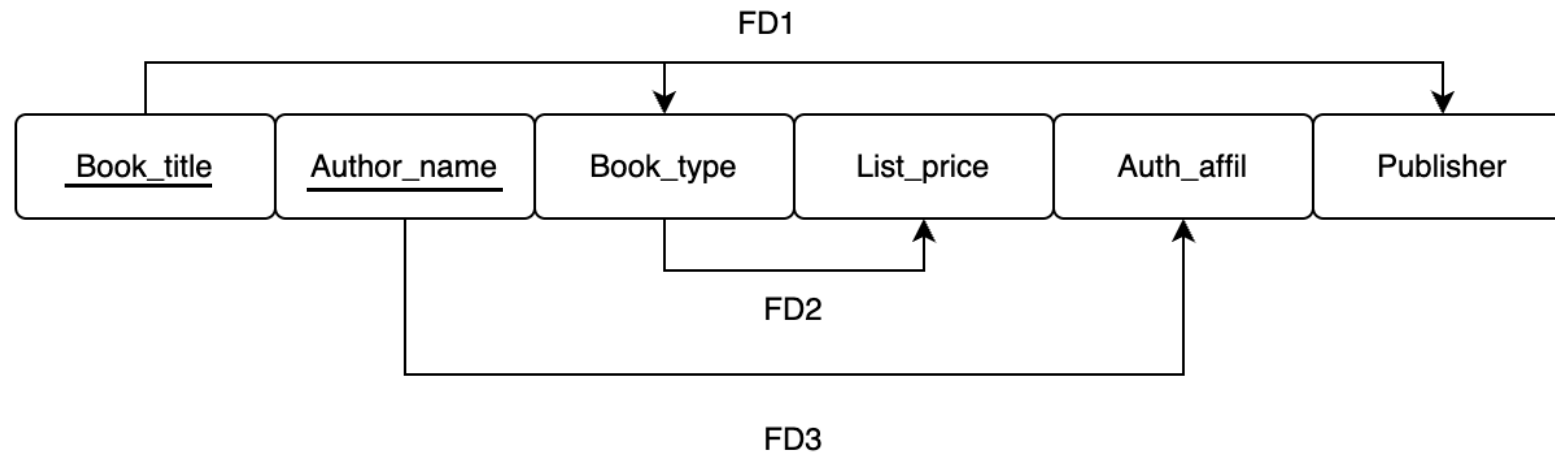 FD1
Book_title Author_name Book_type List_price Auth_affil Publisher
FD2
FD3